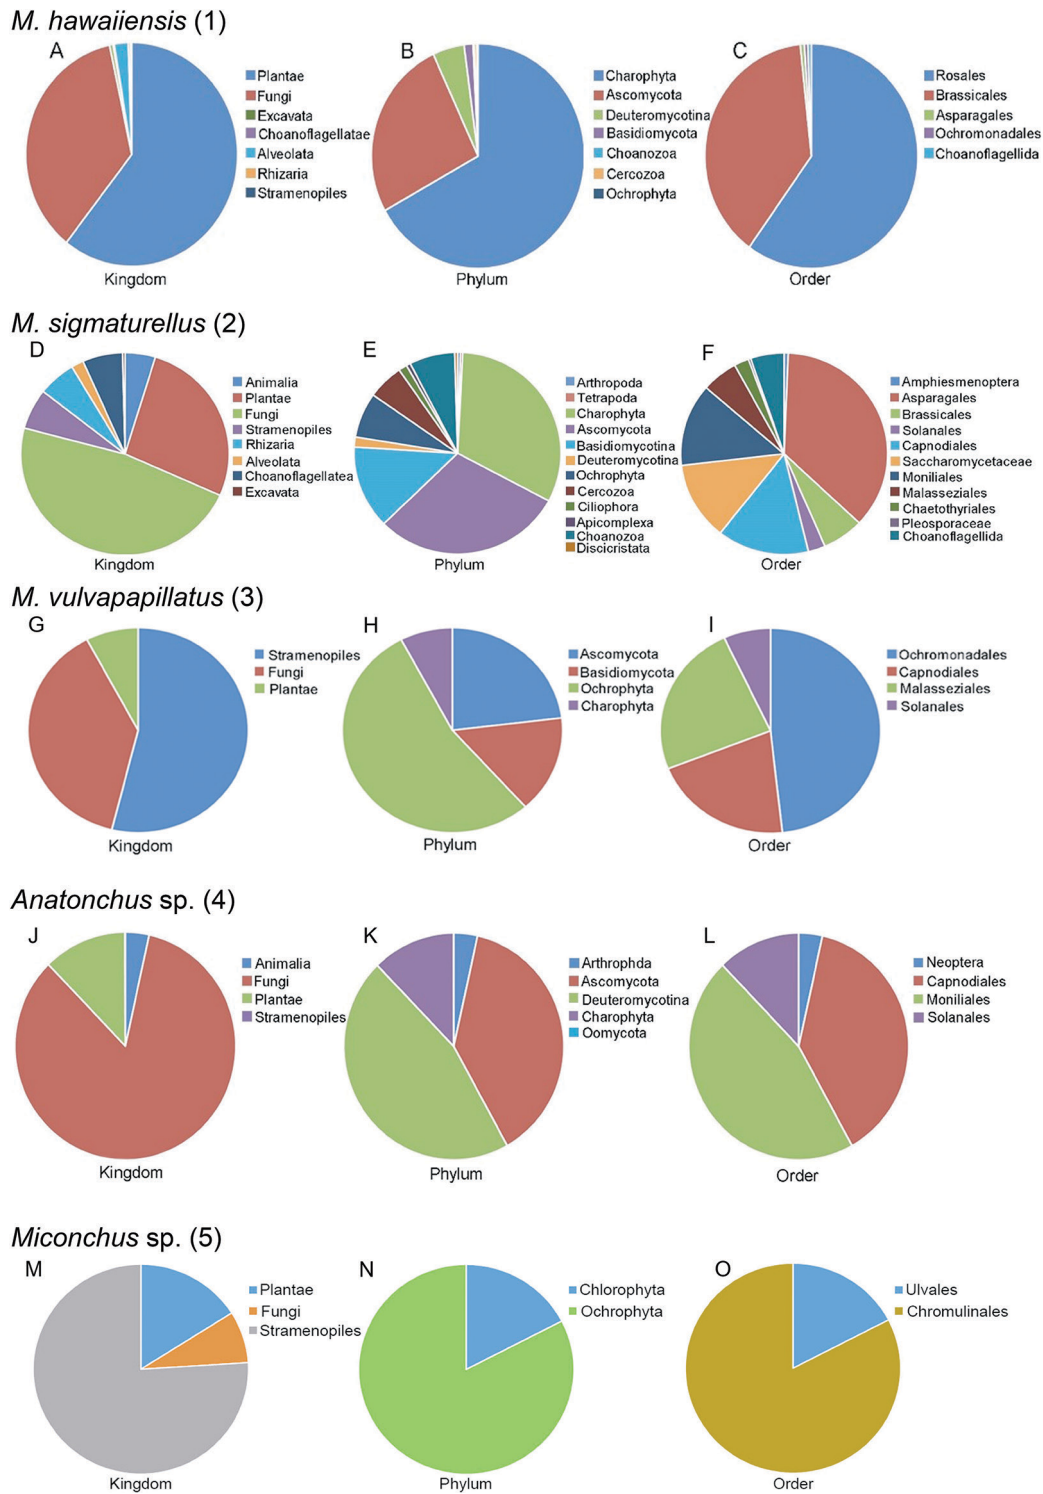 M. hawaiiensis (1)
A
Plantae
Fungi
Excavata
Choanoflagellatae
Alveolata
Rhizaria
Stramenopiles
Kingdom
B
Charophyta
Ascomycota
Deuteromycotina
Basidiomycota
Choanozoa
Cercozoa
Ochrophyta
Phylum
C
Rosales
Brassicales
Asparagales
Ochromonadales
Choanoflagellida
Order
M. sigmaturellus (2)
D
Animalia
Plantae
Fungi
Stramenopiles
Rhizaria
Alveolata
Choanoflagellatea
Excavata
Kingdom
E
Arthropoda
Tetrapoda
Charophyta
Ascomycota
Basidiomycotina
Deuteromycotina
Ochrophyta
Cercozoa
Ciliophora
Apicomplexa
Choanozoa
Discicristata
Phylum
F
Amphiesmenoptera
Asparagales
Brassicales
Solanales
Capnodiales
Saccharomycetaceae
Moniliales
Malasseziales
Chaetothyriales
Pleosporaceae
Choanoflagellida
Order
M. vulvapapillatus (3)
G
Stramenopiles
Fungi
Plantae
Kingdom
H
Ascomycota
Basidiomycota
Ochrophyta
Charophyta
Phylum
I
Ochromonadales
Capnodiales
Malasseziales
Solanales
Order
Anatonchus sp. (4)
J
Animalia
Fungi
Plantae
Stramenopiles
Kingdom
K
Arthrophda
Ascomycota
Deuteromycotina
Charophyta
Oomycota
Phylum
L
Neoptera
Capnodiales
Moniliales
Solanales
Order
Miconchus sp. (5)
M
Plantae
Fungi
Stramenopiles
Kingdom
N
Chlorophyta
Ochrophyta
Phylum
O
Ulvales
Chromulinales
Order